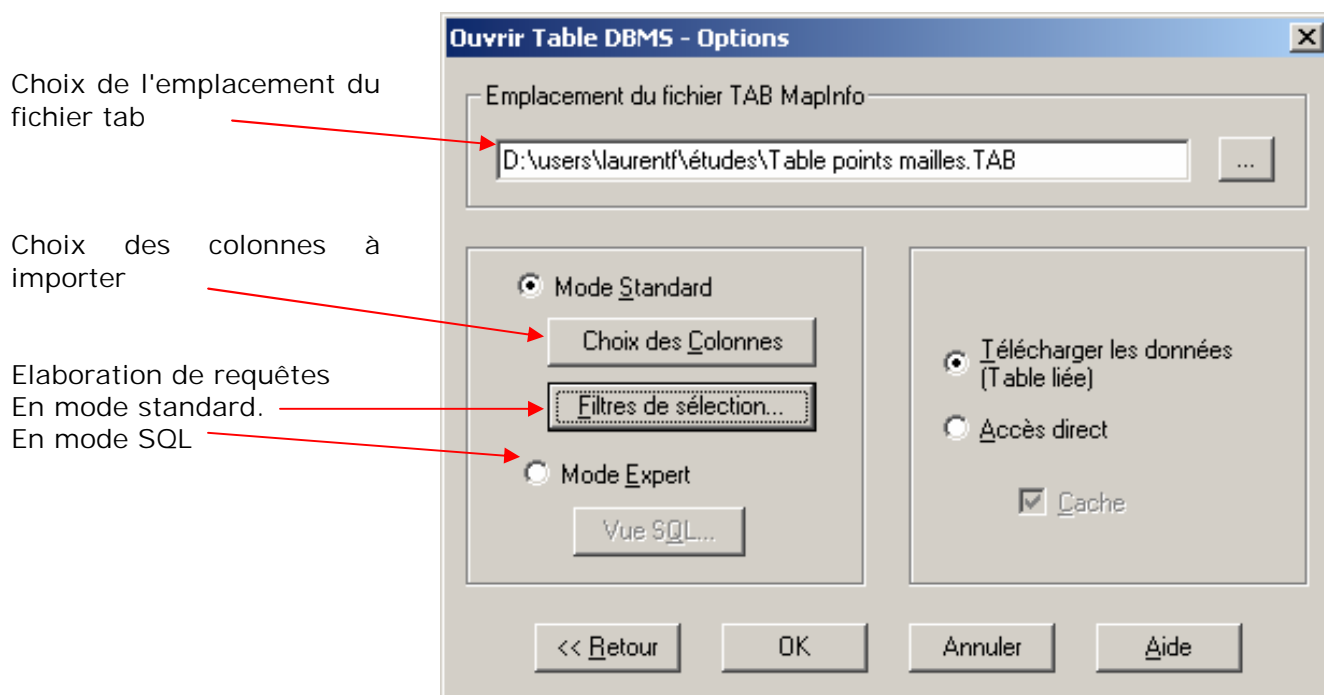 Ouvrir Table DBMS - Options
Choix de l'emplacement du
fichier tab
Emplacement du fichier TAB MapInfo
D:\users\laurentf\études\Table points mailles.TAB
...
Choix des colonnes à
importer
Mode Standard
Choix des Colonnes
Elaboration de requêtes
En mode standard.
En mode SQL
Filtres de sélection...
Mode Expert
Vue SQL...
Télécharger les données
(Table liée)
Accès direct
Cache
<< Retour
OK
Annuler
Aide